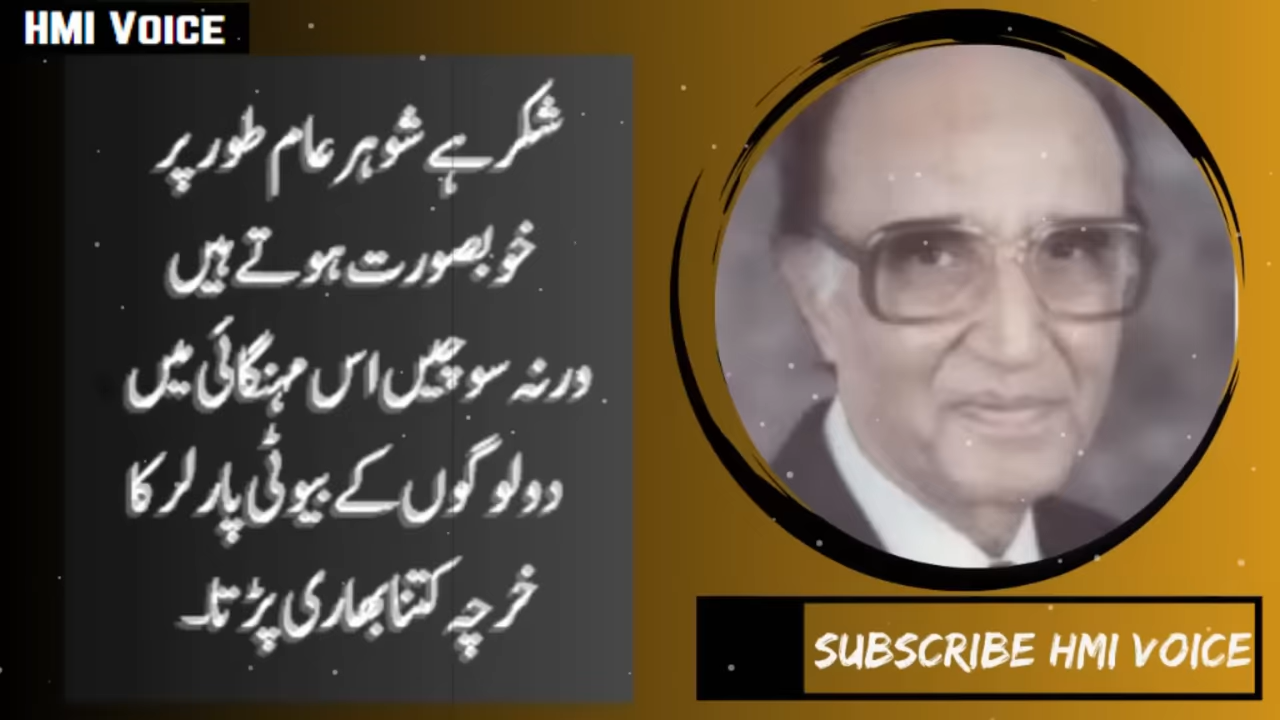 HMI VOICE
شکر ہے شوہر عام طور پر
خوبصورت ہوتے ہیں
ورنہ سوچیں اس مہنگائی میں
دو لوگوں کے بیوٹی پارلر کا
خرچہ کتنا بھاری پڑتا۔
SUBSCRIBE HMI VOICE